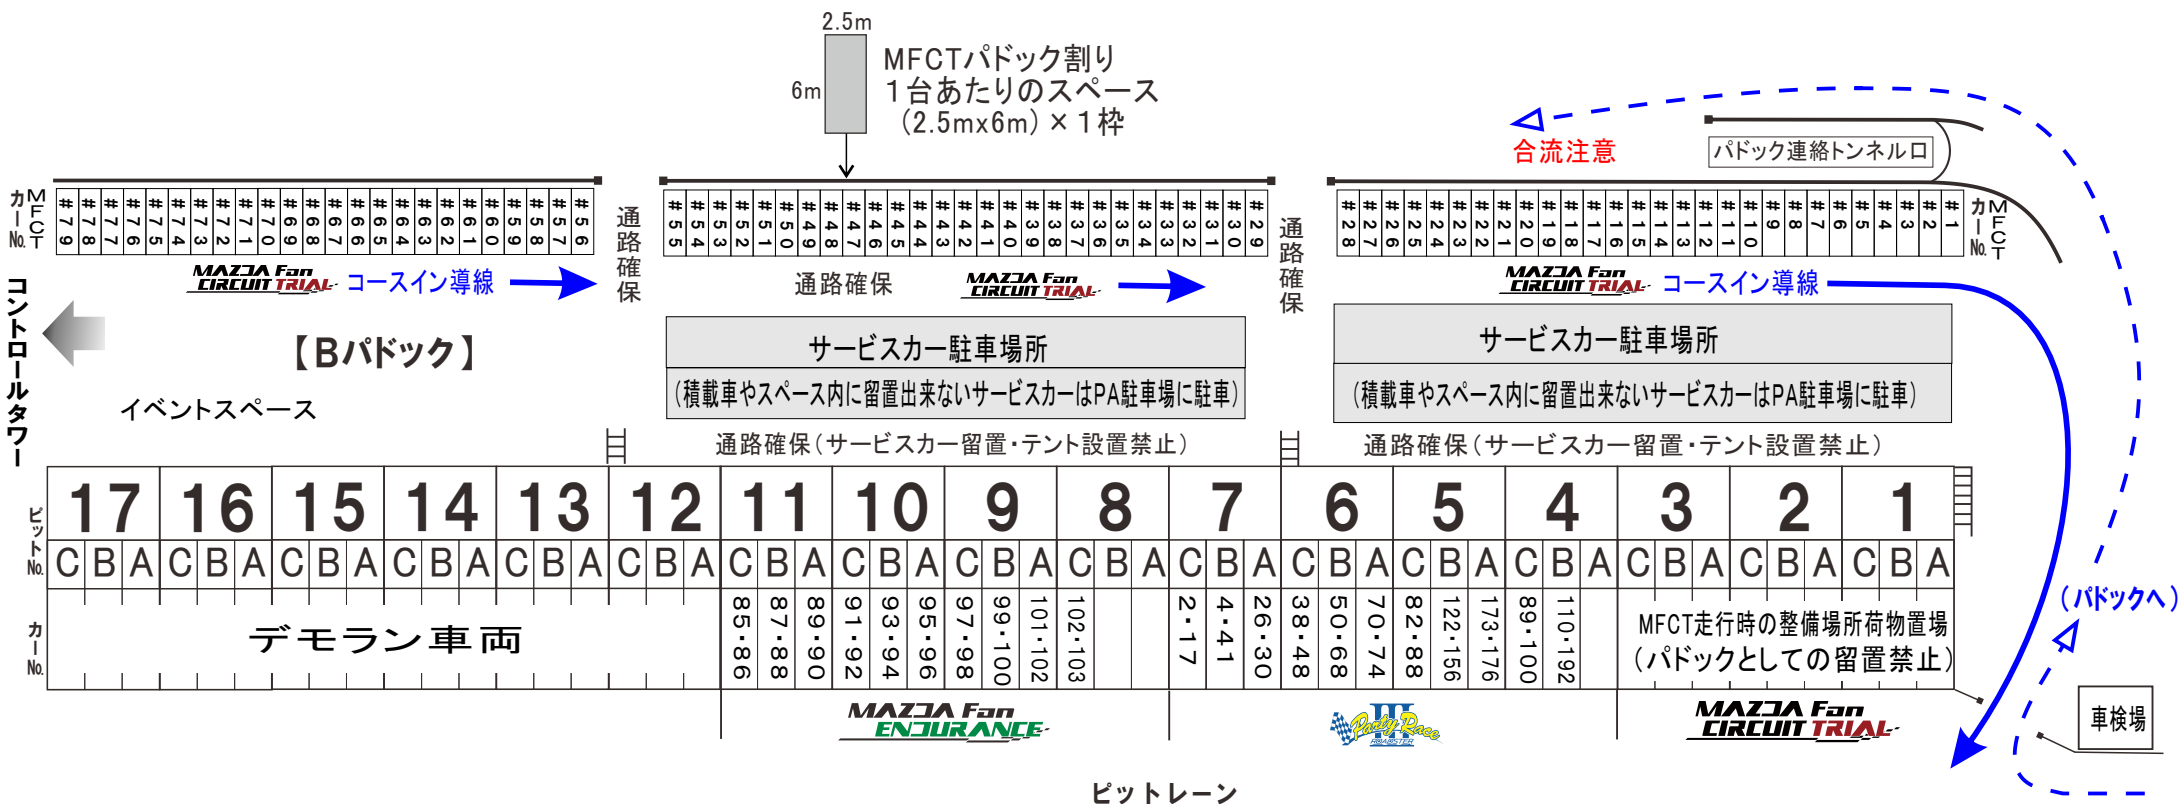 2.5m
6m
MFCTパドック割り
１台あたりのスペース
(2.5mx6m)×１枠
合流注意
パドック連絡トンネル口
MFCT
カーNo.
#79 #78 #77 #76 #75 #74 #73 #72 #71 #70 #69 #68 #67 #66 #65 #64 #63 #62 #61 #60 #59 #58 #57 #56
通路確保
#55 #54 #53 #52 #51 #50 #49 #48 #47 #46 #45 #44 #43 #42 #41 #40 #39 #38 #37 #36 #35 #34 #33 #32 #31 #30 #29
通路確保
#28 #27 #26 #25 #24 #23 #22 #21 #20 #19 #18 #17 #16 #15 #14 #13 #12 #11 #10 #9 #8 #7 #6 #5 #4 #3 #2 #1
MFCT
カーNo.
MAZDA Fan
CIRCUIT TRIAL
コースイン導線
通路確保
MAZDA Fan
CIRCUIT TRIAL
MAZDA Fan
CIRCUIT TRIAL
コースイン導線
コントロールタワー
【Bパドック】
イベントスペース
サービスカー駐車場所
(積載車やスペース内に留置出来ないサービスカーはPA駐車場に駐車)
サービスカー駐車場所
(積載車やスペース内に留置出来ないサービスカーはPA駐車場に駐車)
通路確保(サービスカー留置・テント設置禁止)
通路確保(サービスカー留置・テント設置禁止)
ピットNo.
17 16 15 14 13 12 11 10 9 8 7 6 5 4 3 2 1
C B A C B A C B A C B A C B A C B A C B A C B A C B A C B A C B A C B A C B A C B A C B A C B A C B A
カーNo.
デモラン車両
85・86 87・88 89・90 91・92 93・94 95・96 97・98 99・100 101・102 102・103 2・17 4・41 26・30 38・48 50・68 70・74 82・88 122・156 173・176 89・100 110・192
MFCT走行時の整備場所荷物置場
(パドックとしての留置禁止)
(パドックへ)
車検場
MAZDA Fan
ENDURANCE
III
Party Race
ROADSTER
MAZDA Fan
CIRCUIT TRIAL
ピットレーン